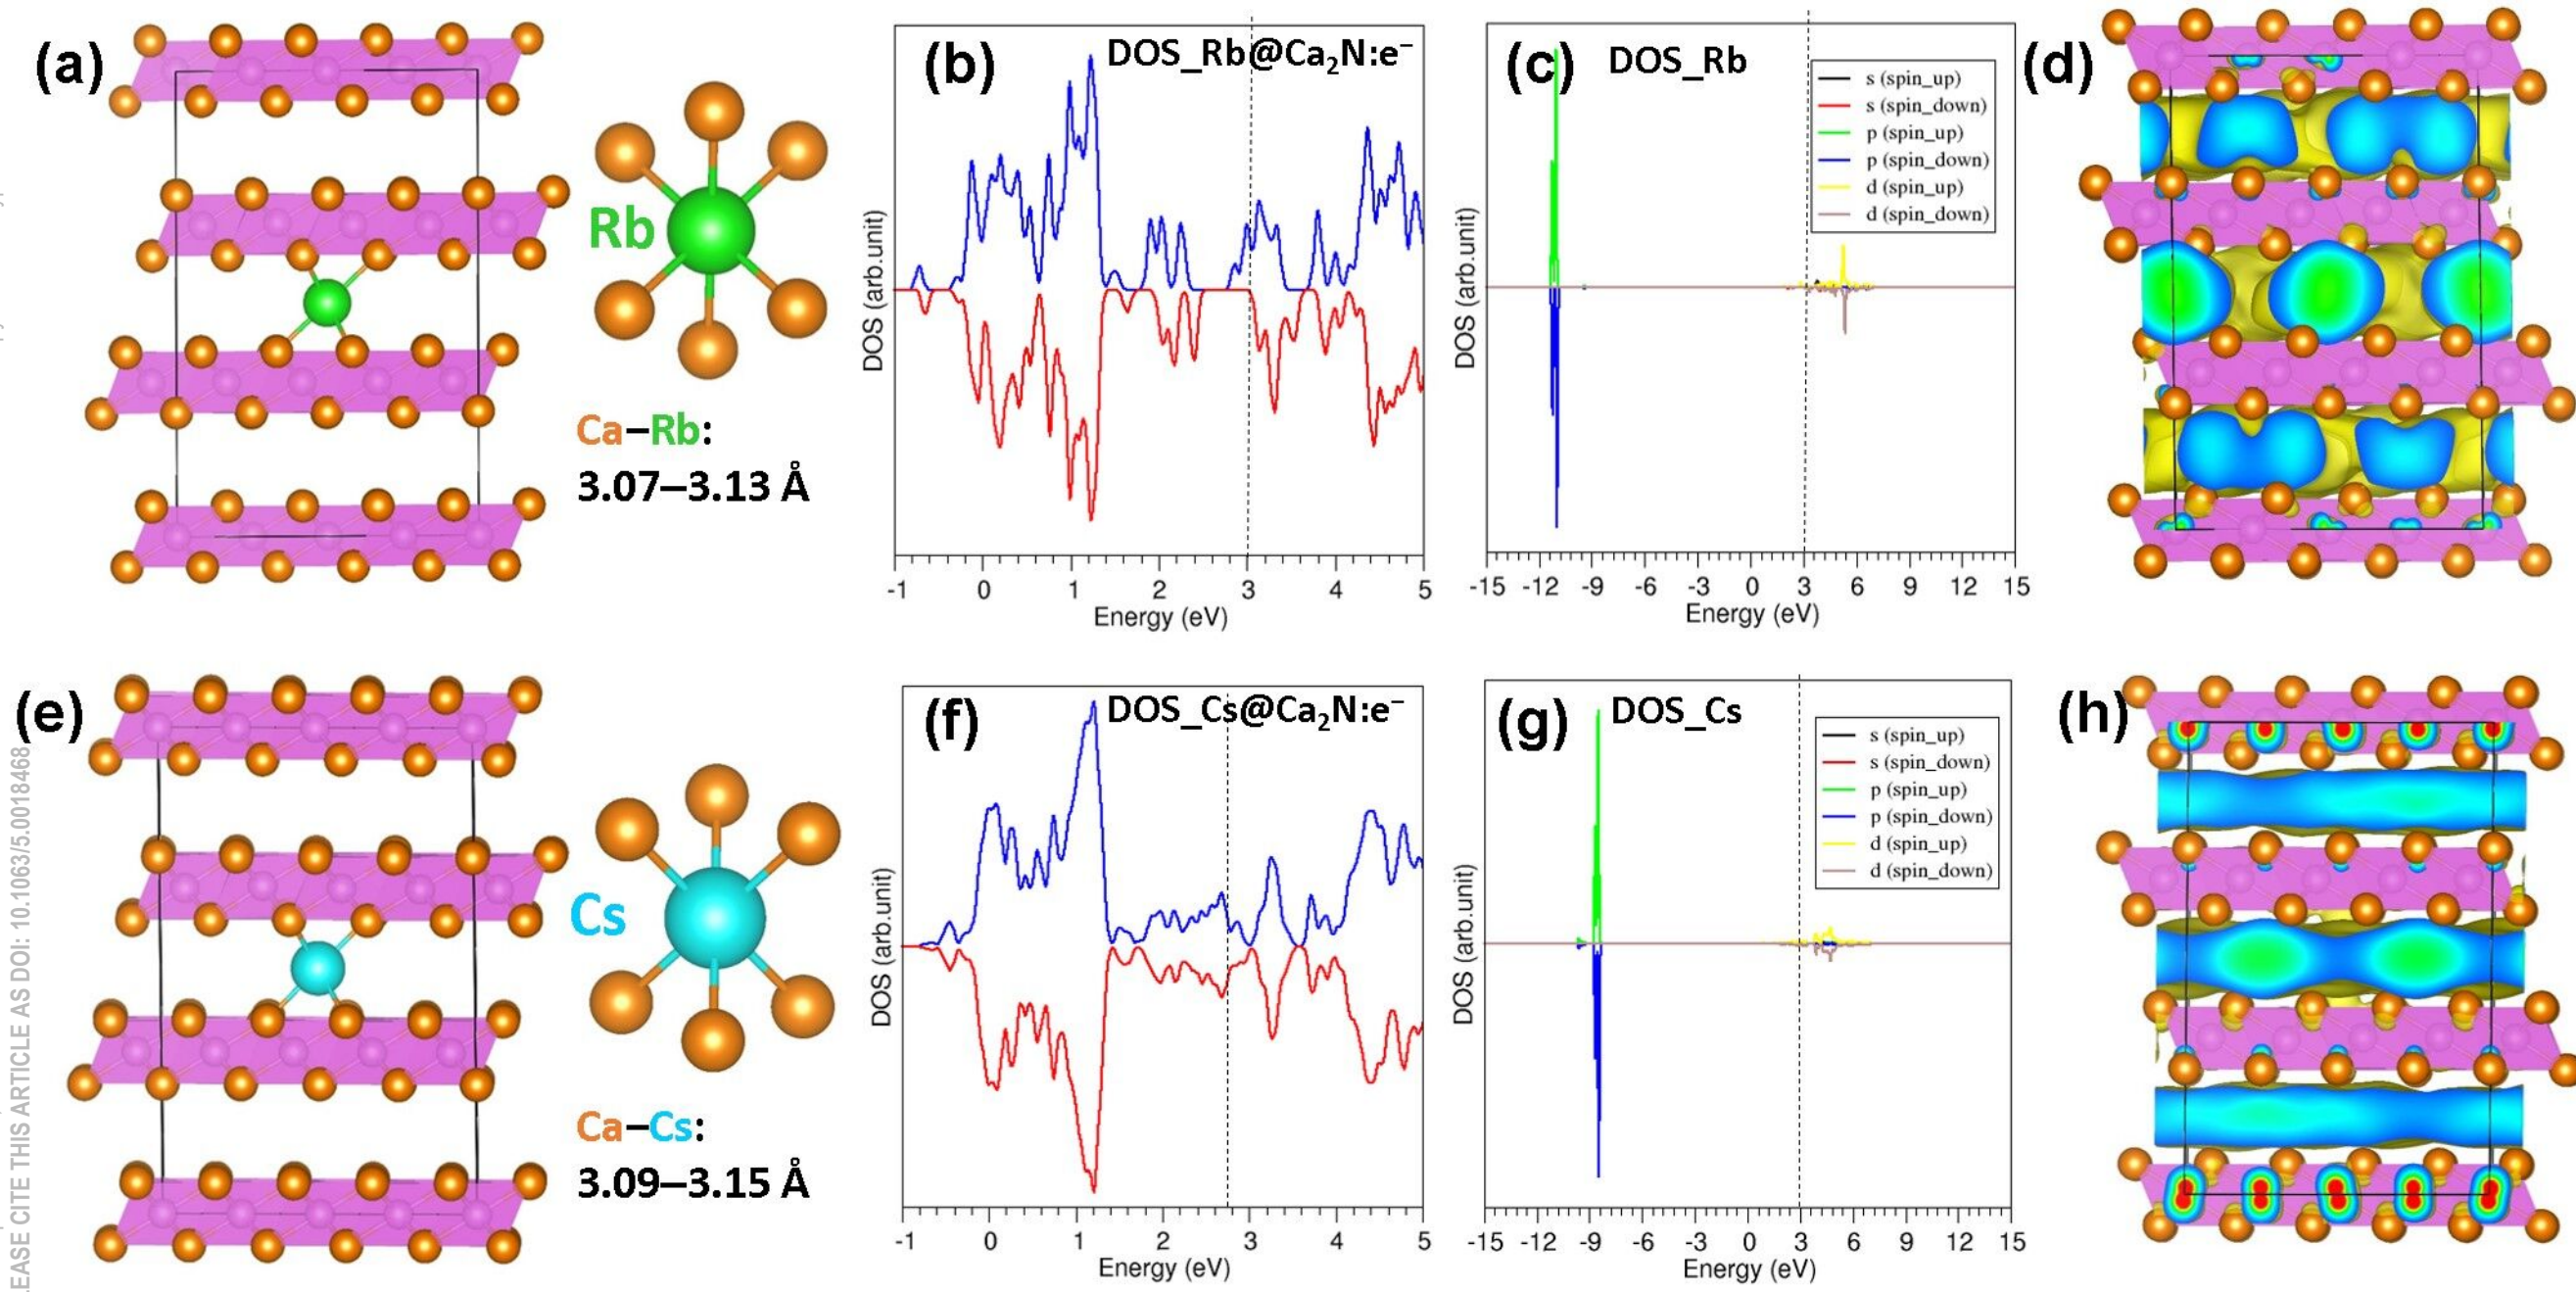 (a)
Rb
Ca–Rb:
3.07–3.13 Å
(b)
DOS_Rb@Ca₂N:e⁻
DOS (arb.unit)
-1 0 1 2 3 4 5
Energy (eV)
(c)
DOS_Rb
s (spin_up)
s (spin_down)
p (spin_up)
p (spin_down)
d (spin_up)
d (spin_down)
DOS (arb.unit)
-15 -12 -9 -6 -3 0 3 6 9 12 15
Energy (eV)
(d)
(e)
Cs
Ca–Cs:
3.09–3.15 Å
(f)
DOS_Cs@Ca₂N:e⁻
DOS (arb.unit)
-1 0 1 2 3 4 5
Energy (eV)
(g)
DOS_Cs
s (spin_up)
s (spin_down)
p (spin_up)
p (spin_down)
d (spin_up)
d (spin_down)
DOS (arb.unit)
-15 -12 -9 -6 -3 0 3 6 9 12 15
Energy (eV)
(h)
EASE CITE THIS ARTICLE AS DOI: 10.1063/5.0018468